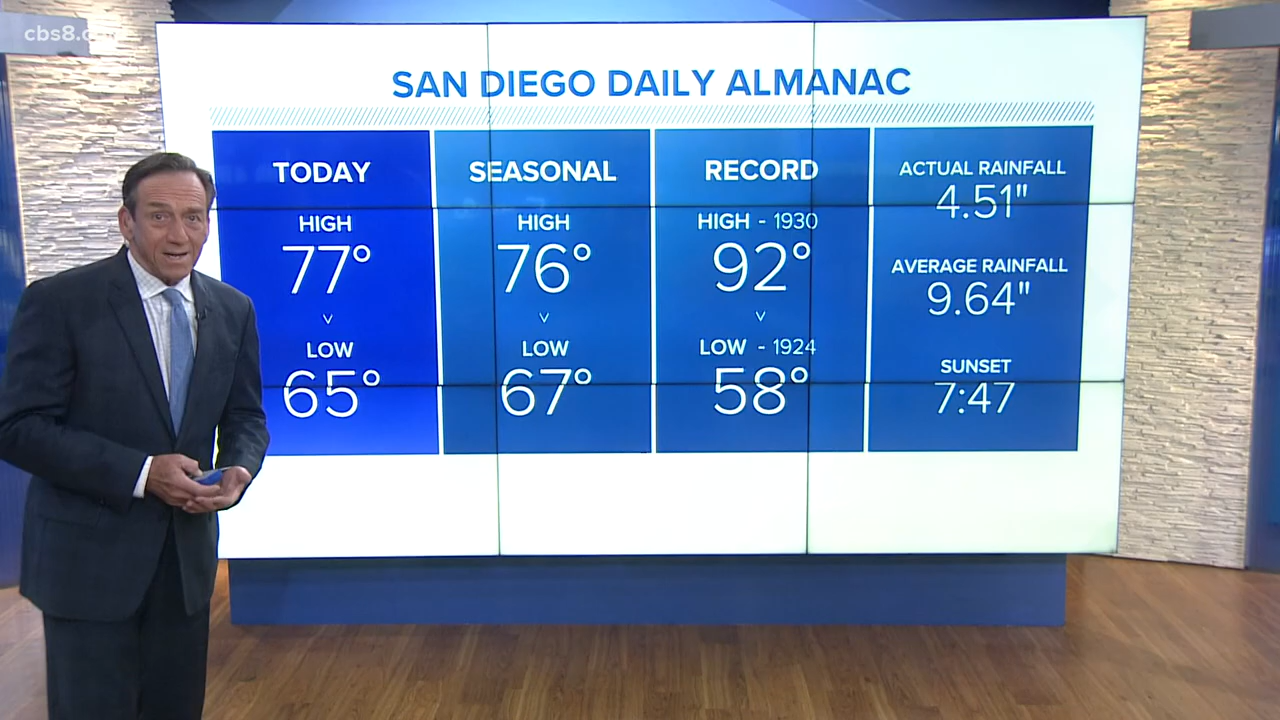 cbs8.com
SAN DIEGO DAILY ALMANAC
TODAY
HIGH
77°
LOW
65°
SEASONAL
HIGH
76°
LOW
67°
RECORD
HIGH - 1930
92°
LOW - 1924
58°
ACTUAL RAINFALL
4.51"
AVERAGE RAINFALL
9.64"
SUNSET
7:47